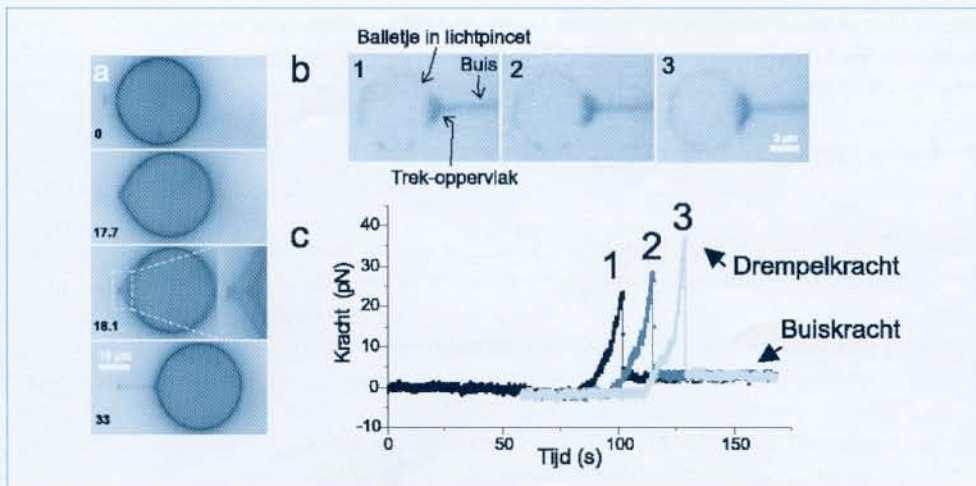 a
0
17.7
18.1
10 µm
33
b
Balletje in lichtpincet
Buis
1
2
3
2 µm
Trek-oppervlak
c
Kracht (pN)
40
30
20
10
0
-10
1
2
3
Drempelkracht
Buiskracht
0
50
100
150
Tijd (s)